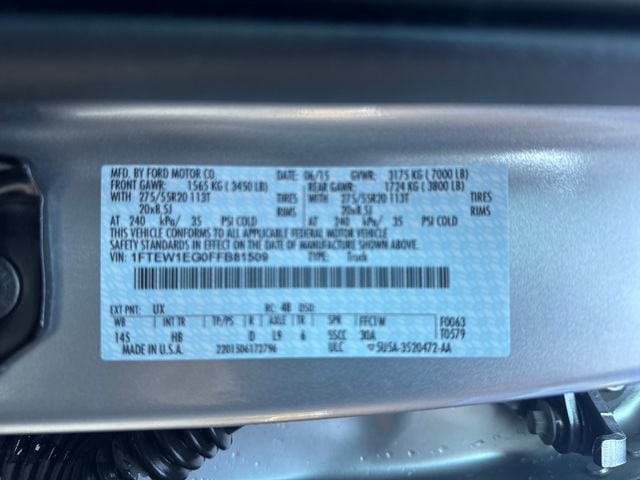 MFD. BY FORD MOTOR CO. DATE: 06/15 GVWR: 3175 KG (7000 LB)
FRONT GAWR: 1565 KG (3450 LB) REAR GAWR: 1724 KG (3800 LB)
WITH 275/55R20 113T TIRES WITH 275/55R20 113T TIRES
20x8.5J RIMS 20x8.5J RIMS
AT 240 kPa/ 35 PSI COLD AT 240 kPa/ 35 PSI COLD
THIS VEHICLE CONFORMS TO ALL APPLICABLE FEDERAL MOTOR VEHICLE
SAFETY STANDARDS IN EFFECT ON THE DATE OF MANUFACTURE SHOWN ABOVE.
VIN: 1FTEW1EG0FFB81509 TYPE: Truck
EXT PNT: UX RC: 48 DSO:
WB INT TR TP/PS R AXLE TR SPR FFC1W F0063
145 HB D L9 6 SSCC 30A T0579
MADE IN U.S.A. 2201506172796 ULC 5U5A-3520472-AA